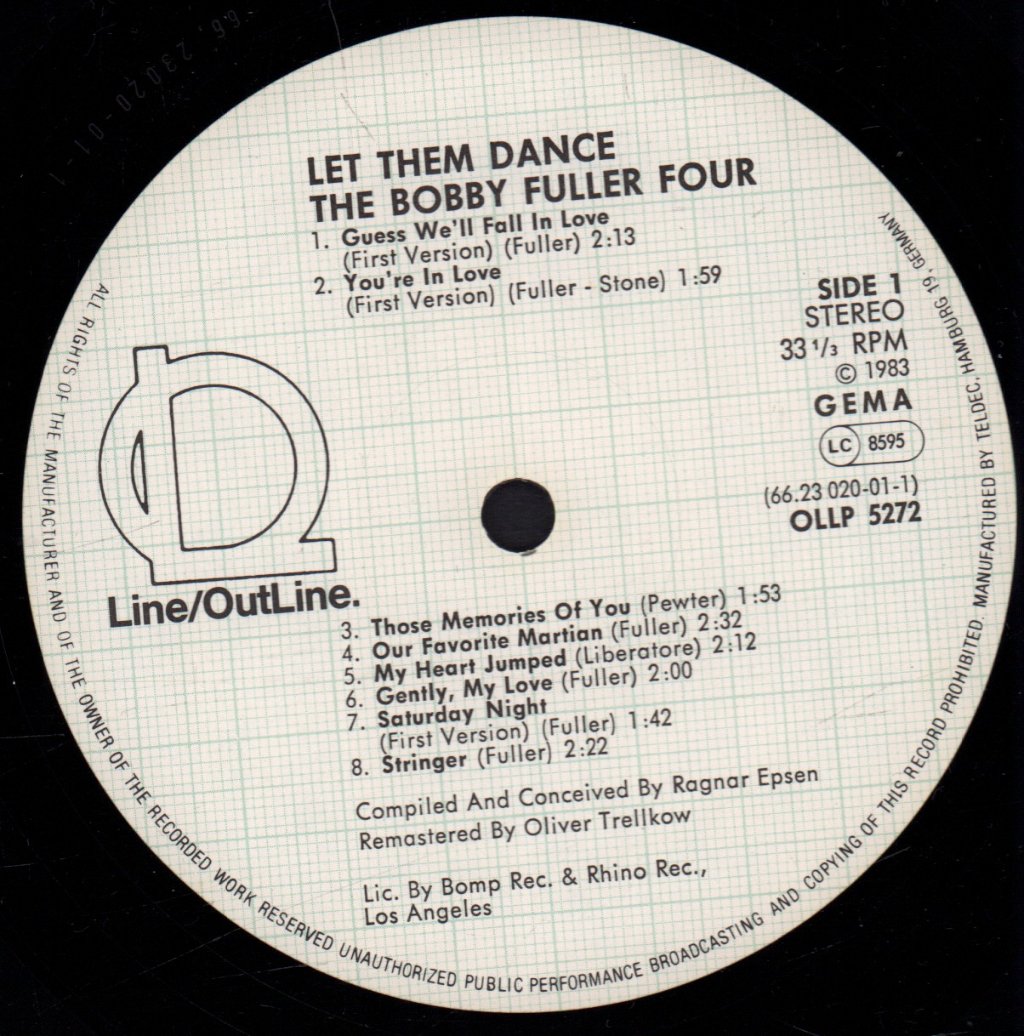 LET THEM DANCE
THE BOBBY FULLER FOUR
1. Guess We'll Fall In Love
(First Version) (Fuller) 2:13
2. You're In Love
(First Version) (Fuller - Stone) 1:59
SIDE 1
STEREO
33 1/3 RPM
© 1983
GEMA
LC 8595
(66.23 020-01-1)
OLLP 5272
Line/OutLine.
3. Those Memories Of You (Pewter) 1:53
4. Our Favorite Martian (Fuller) 2:32
5. My Heart Jumped (Liberatore) 2:12
6. Gently, My Love (Fuller) 2:00
7. Saturday Night
(First Version) (Fuller) 1:42
8. Stringer (Fuller) 2:22
Compiled And Conceived By Ragnar Epsen
Remastered By Oliver Trellkow
Lic. By Bomp Rec. & Rhino Rec.,
Los Angeles
ALL RIGHTS OF THE MANUFACTURER AND OF THE OWNER OF THE RECORDED WORK RESERVED UNAUTHORIZED PUBLIC PERFORMANCE BROADCASTING AND COPYING OF THIS RECORD PROHIBITED. MANUFACTURED BY TELDEC, HAMBURG 19, GERMANY
66.23020-01-1